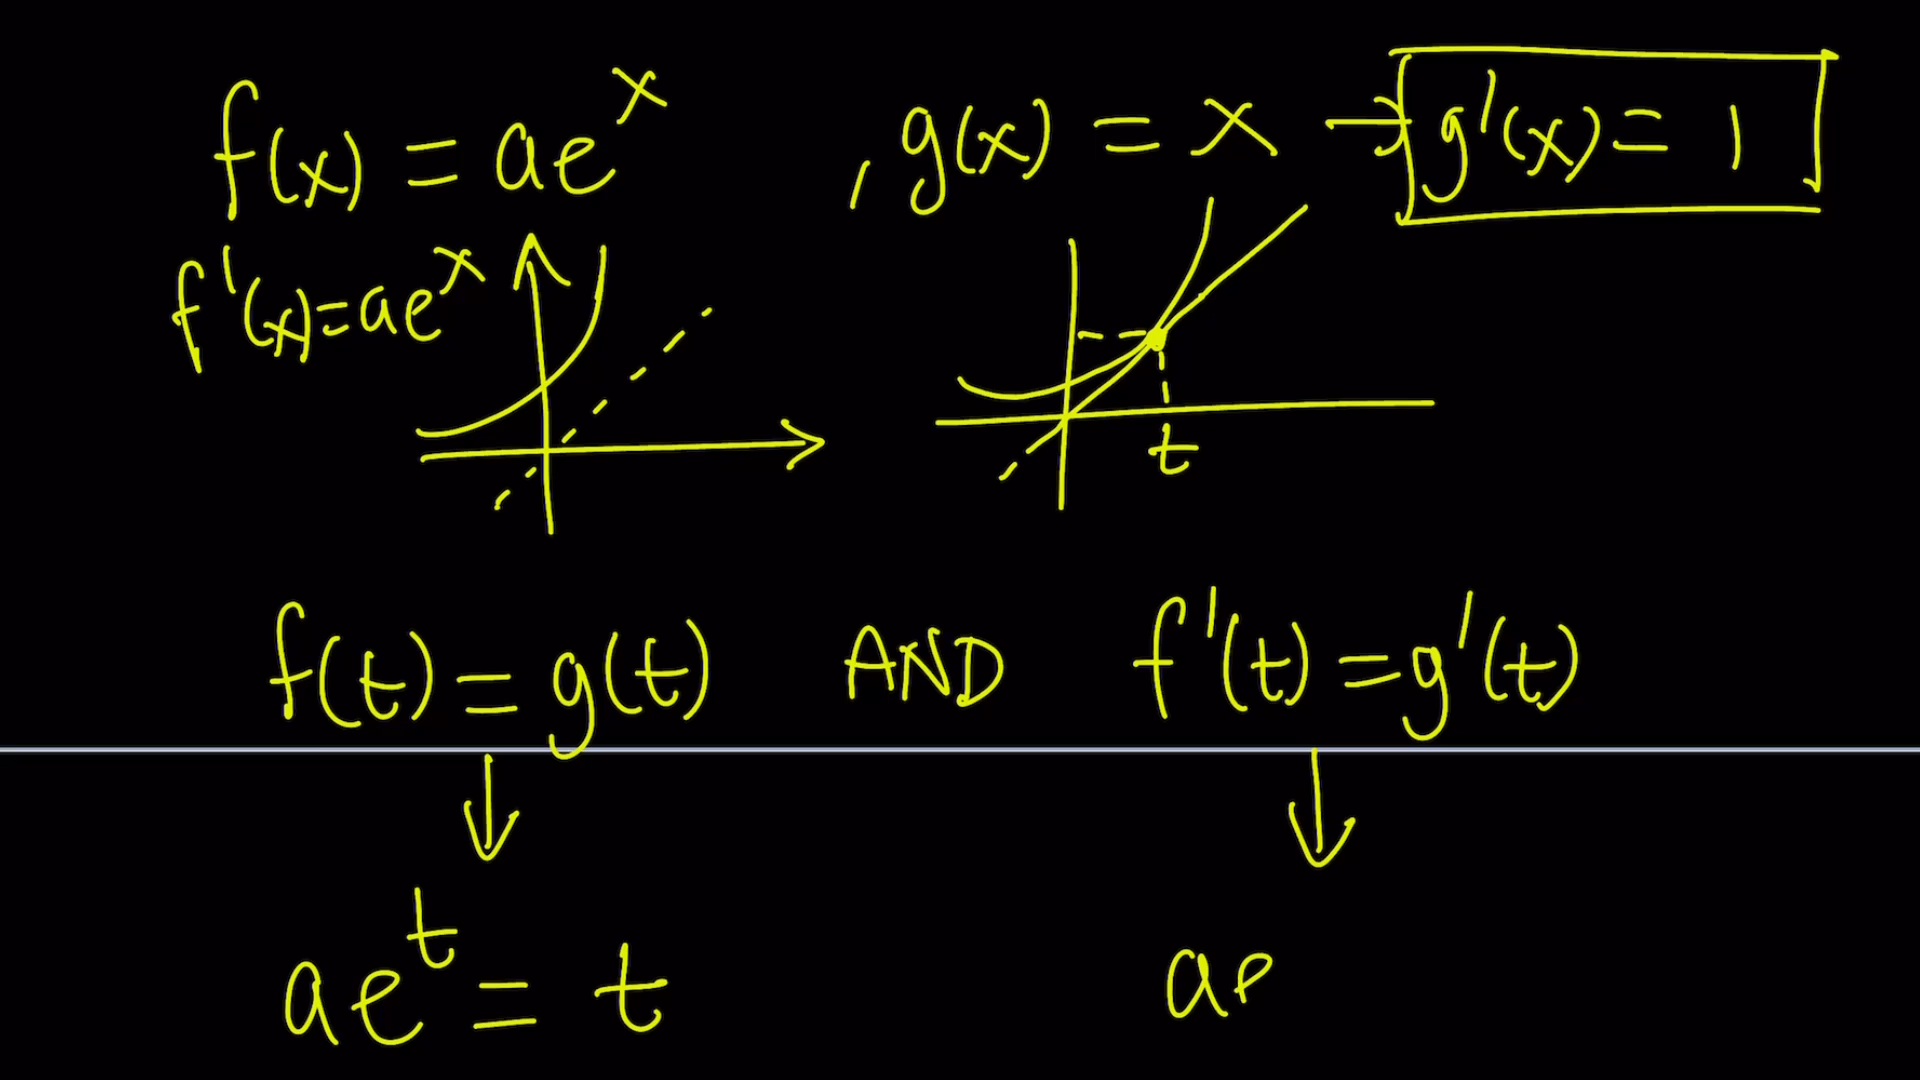 f(x) = ae^x , g(x) = x → g'(x) = 1
f'(x) = ae^x
t
f(t) = g(t) AND f'(t) = g'(t)
↓ ↓
ae^t = t ae